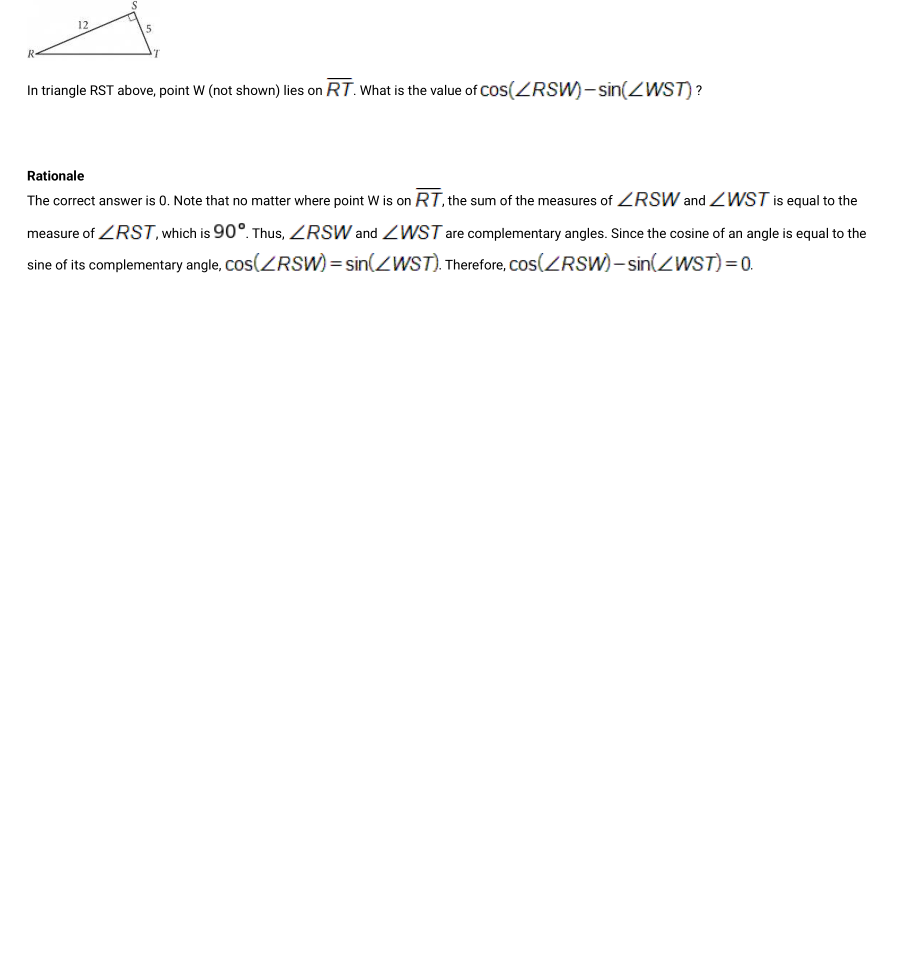 S
12
5
R
T
In triangle RST above, point W (not shown) lies on RT. What is the value of cos(∠RSW)−sin(∠WST) ?
Rationale
The correct answer is 0. Note that no matter where point W is on RT, the sum of the measures of ∠RSW and ∠WST is equal to the
measure of ∠RST, which is 90°. Thus, ∠RSW and ∠WST are complementary angles. Since the cosine of an angle is equal to the
sine of its complementary angle, cos(∠RSW)=sin(∠WST). Therefore, cos(∠RSW)−sin(∠WST)=0.